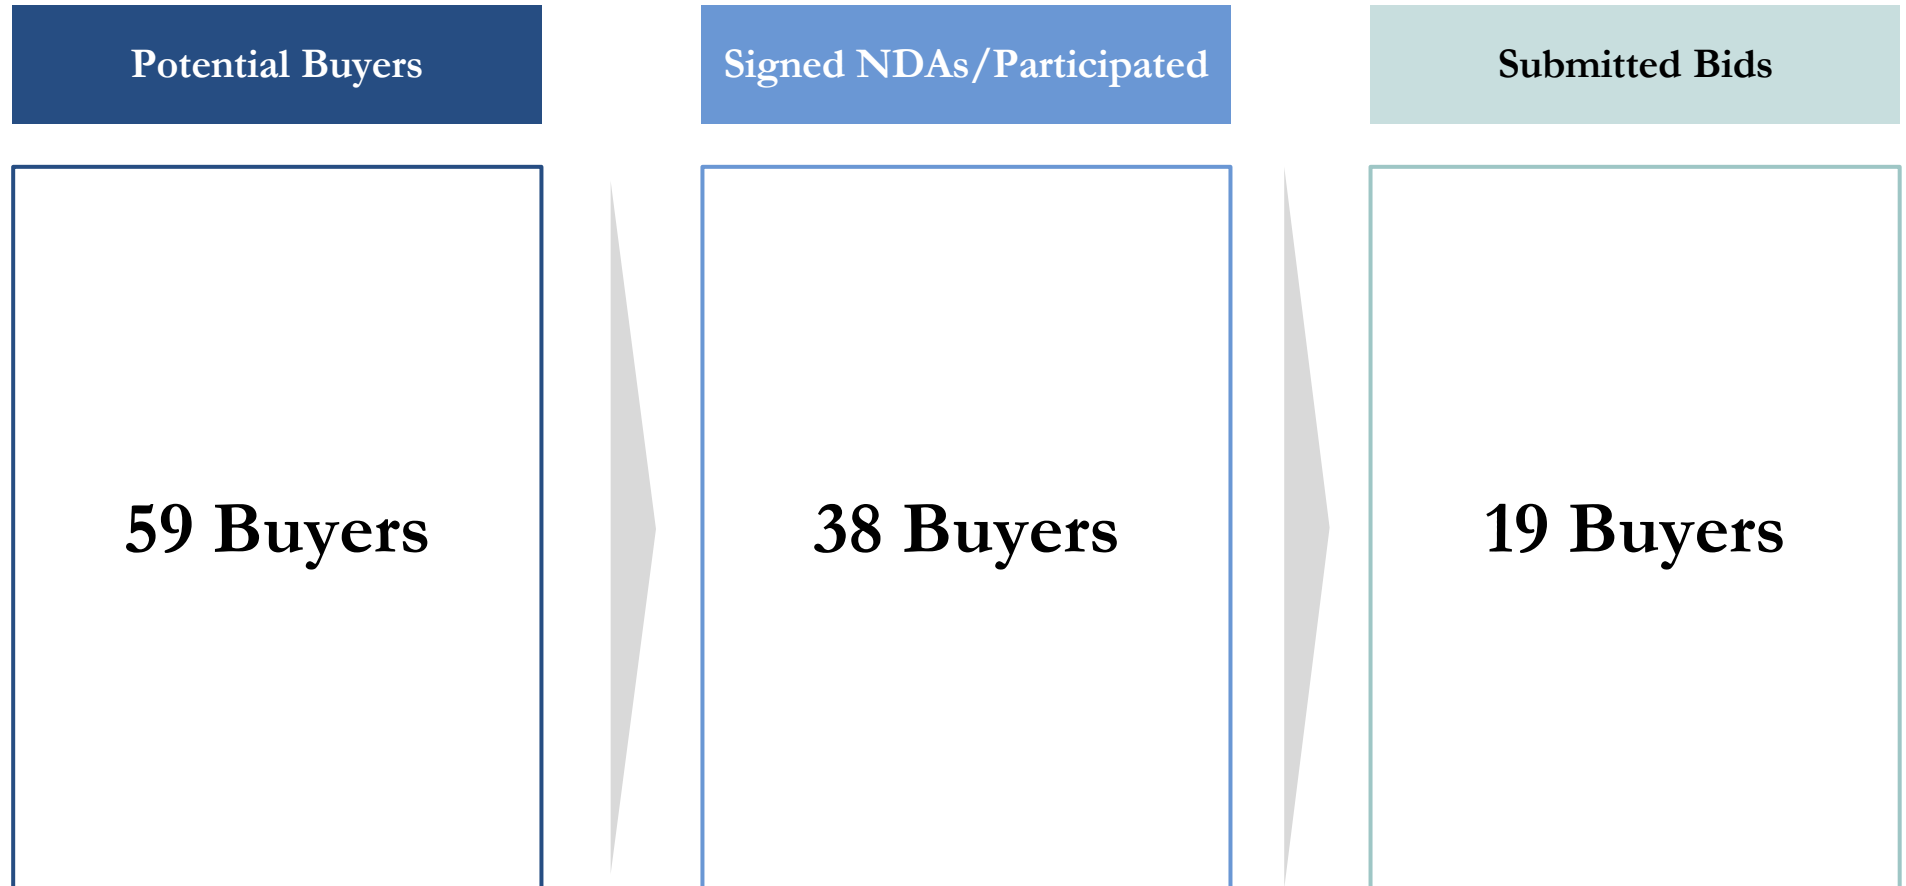 Potential Buyers
Signed NDAs/Participated
Submitted Bids
59 Buyers
38 Buyers
19 Buyers